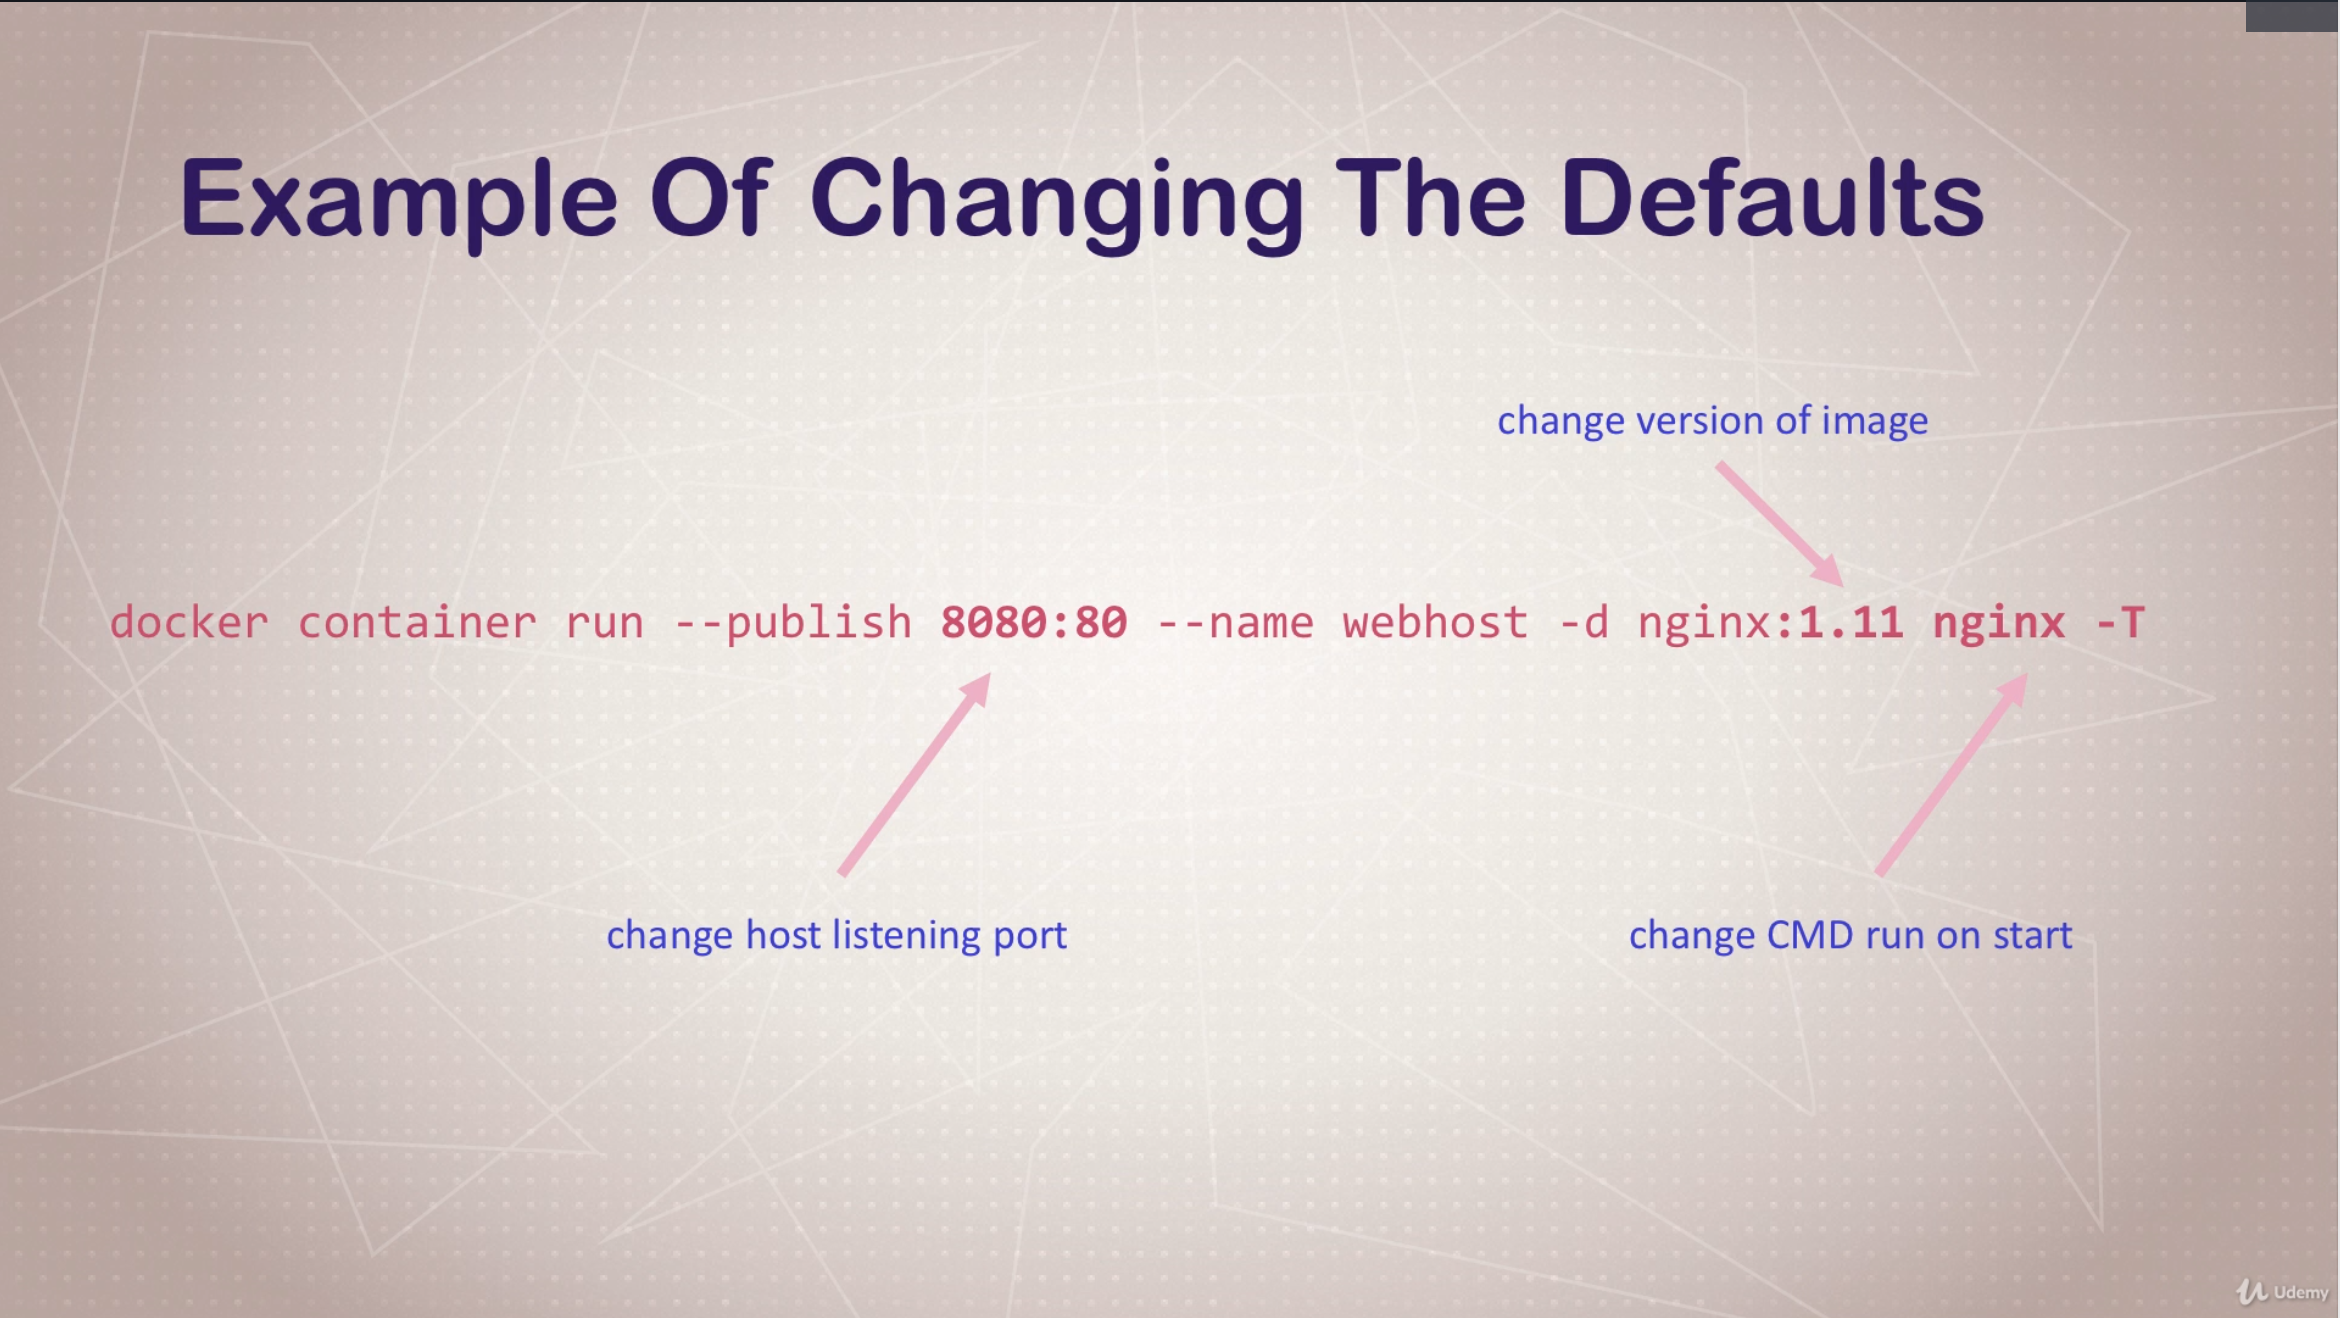 Example Of Changing The Defaults
change version of image
docker container run --publish 8080:80 --name webhost -d nginx:1.11 nginx -T
change host listening port
change CMD run on start
Udemy